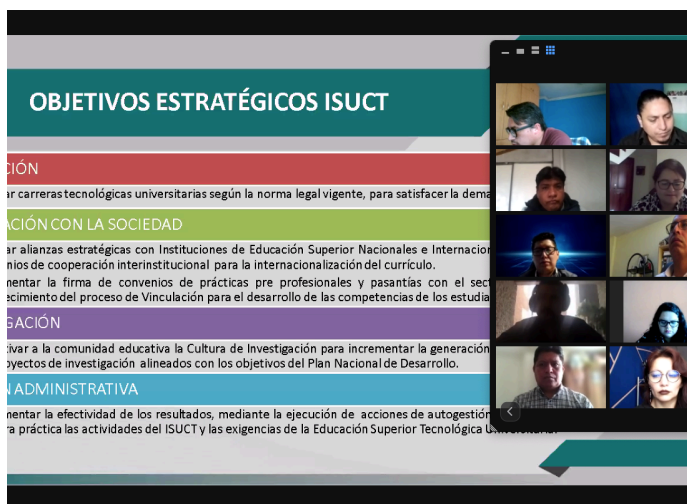 OBJETIVOS ESTRATÉGICOS ISUCT
CIÓN
ar carreras tecnológicas universitarias según la norma legal vigente, para satisfacer la dema
ACIÓN CON LA SOCIEDAD
ar alianzas estratégicas con Instituciones de Educación Superior Nacionales e Internacion
nios de cooperación interinstitucional para la internacionalización del currículo.
mentar la firma de convenios de prácticas pre profesionales y pasantías con el sect
ecimiento del proceso de Vinculación para el desarrollo de las competencias de los estudia
GACIÓN
ivar a la comunidad educativa la Cultura de Investigación para incrementar la generación
oyectos de investigación alineados con los objetivos del Plan Nacional de Desarrollo.
N ADMINISTRATIVA
mentar la efectividad de los resultados, mediante la ejecución de acciones de autogestión
ra práctica las actividades del ISUCT y las exigencias de la Educación Superior Tecnológica